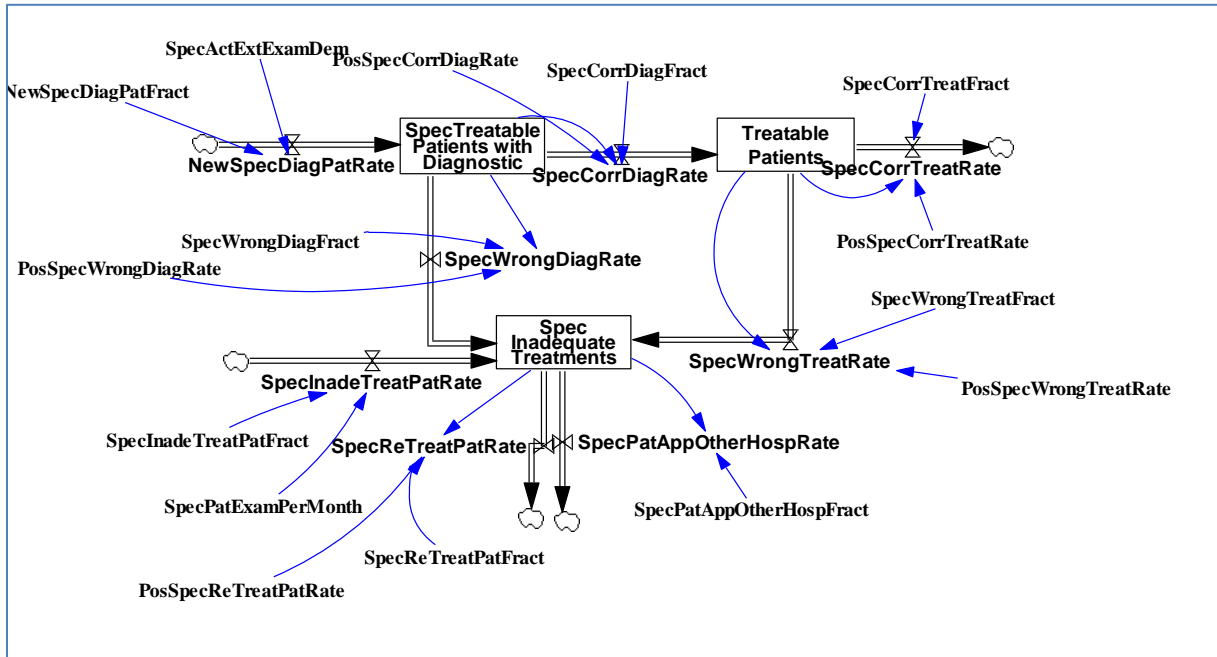 SpecActExtExamDem
PosSpecCorrDiagRate
SpecCorrDiagFract
SpecCorrTreatFract
NewSpecDiagPatFract
SpecTreatable
Patients with
Diagnostic
Treatable
Patients
NewSpecDiagPatRate
SpecCorrDiagRate
SpecCorrTreatRate
SpecWrongDiagFract
PosSpecCorrTreatRate
SpecWrongDiagRate
PosSpecWrongDiagRate
SpecWrongTreatFract
Spec
Inadequate
Treatments
SpecWrongTreatRate
SpecInadeTreatPatRate
PosSpecWrongTreatRate
SpecInadeTreatPatFract
SpecReTreatPatRate
SpecPatAppOtherHospRate
SpecPatExamPerMonth
SpecPatAppOtherHospFract
SpecReTreatPatFract
PosSpecReTreatPatRate